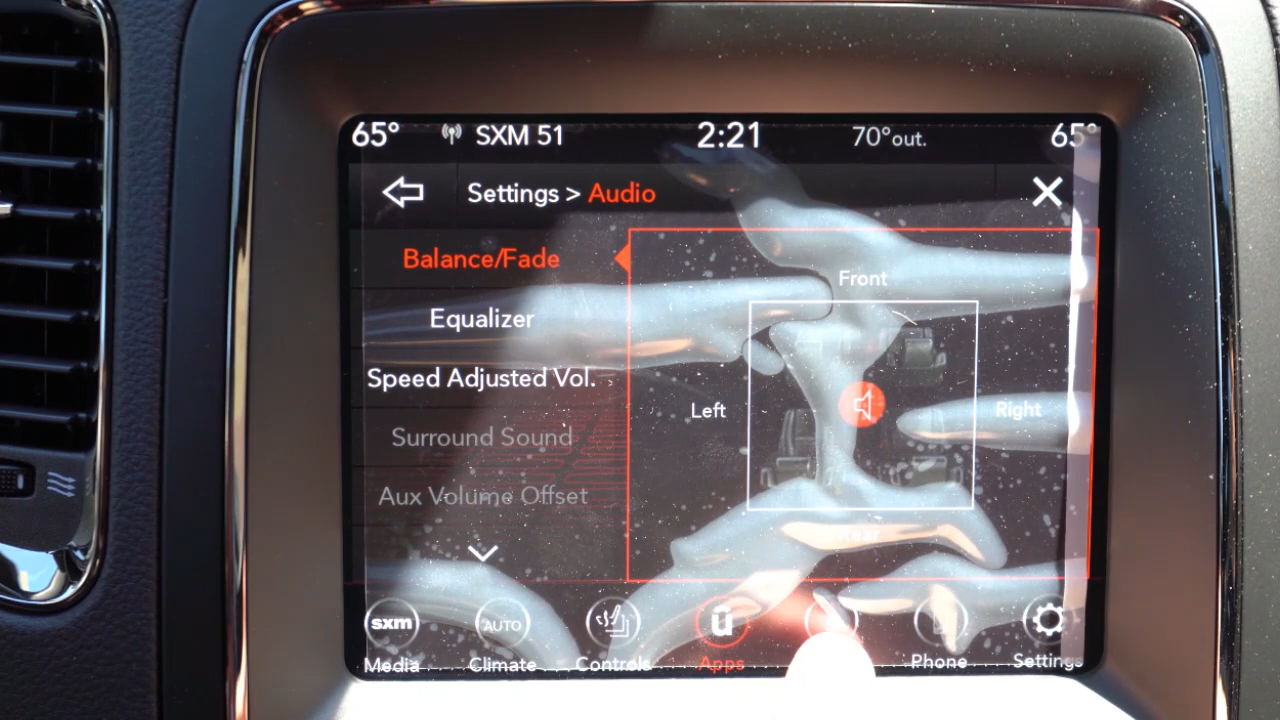 65° SXM 51 2:21 70°out. 65°
Settings > Audio
Balance/Fade
Equalizer
Speed Adjusted Vol.
Surround Sound
Aux Volume Offset
Front
Left
Right
Rear
sxm AUTO ū
Media Climate Controls Apps Phone Settings